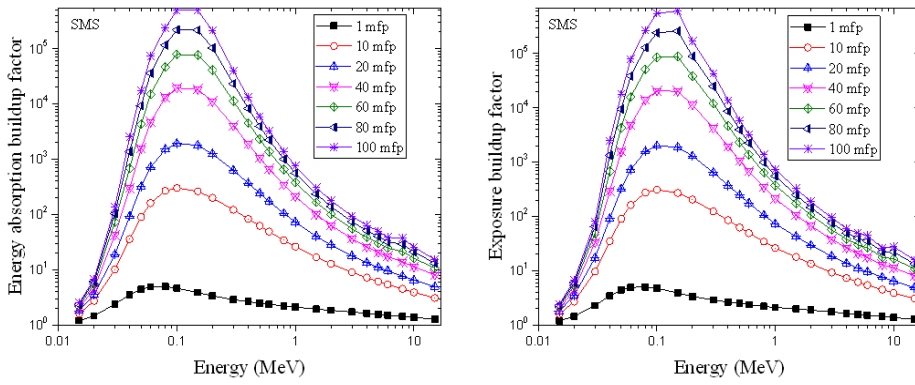 SMS
1 mfp
10 mfp
20 mfp
40 mfp
60 mfp
80 mfp
100 mfp
Energy absorption buildup factor
10^5
10^4
10^3
10^2
10^1
10^0
0.01
0.1
1
10
Energy (MeV)
SMS
1 mfp
10 mfp
20 mfp
40 mfp
60 mfp
80 mfp
100 mfp
Exposure buildup factor
10^5
10^4
10^3
10^2
10^1
10^0
0.01
0.1
1
10
Energy (MeV)